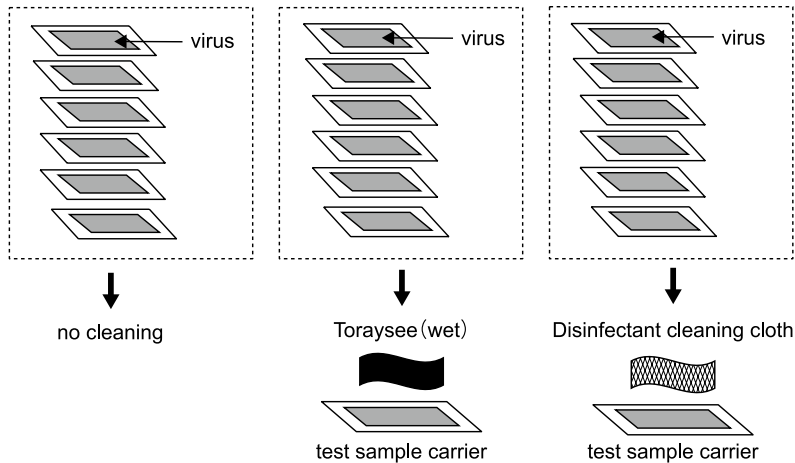 virus
virus
virus
no cleaning
Toraysee（wet）
Disinfectant cleaning cloth
test sample carrier
test sample carrier